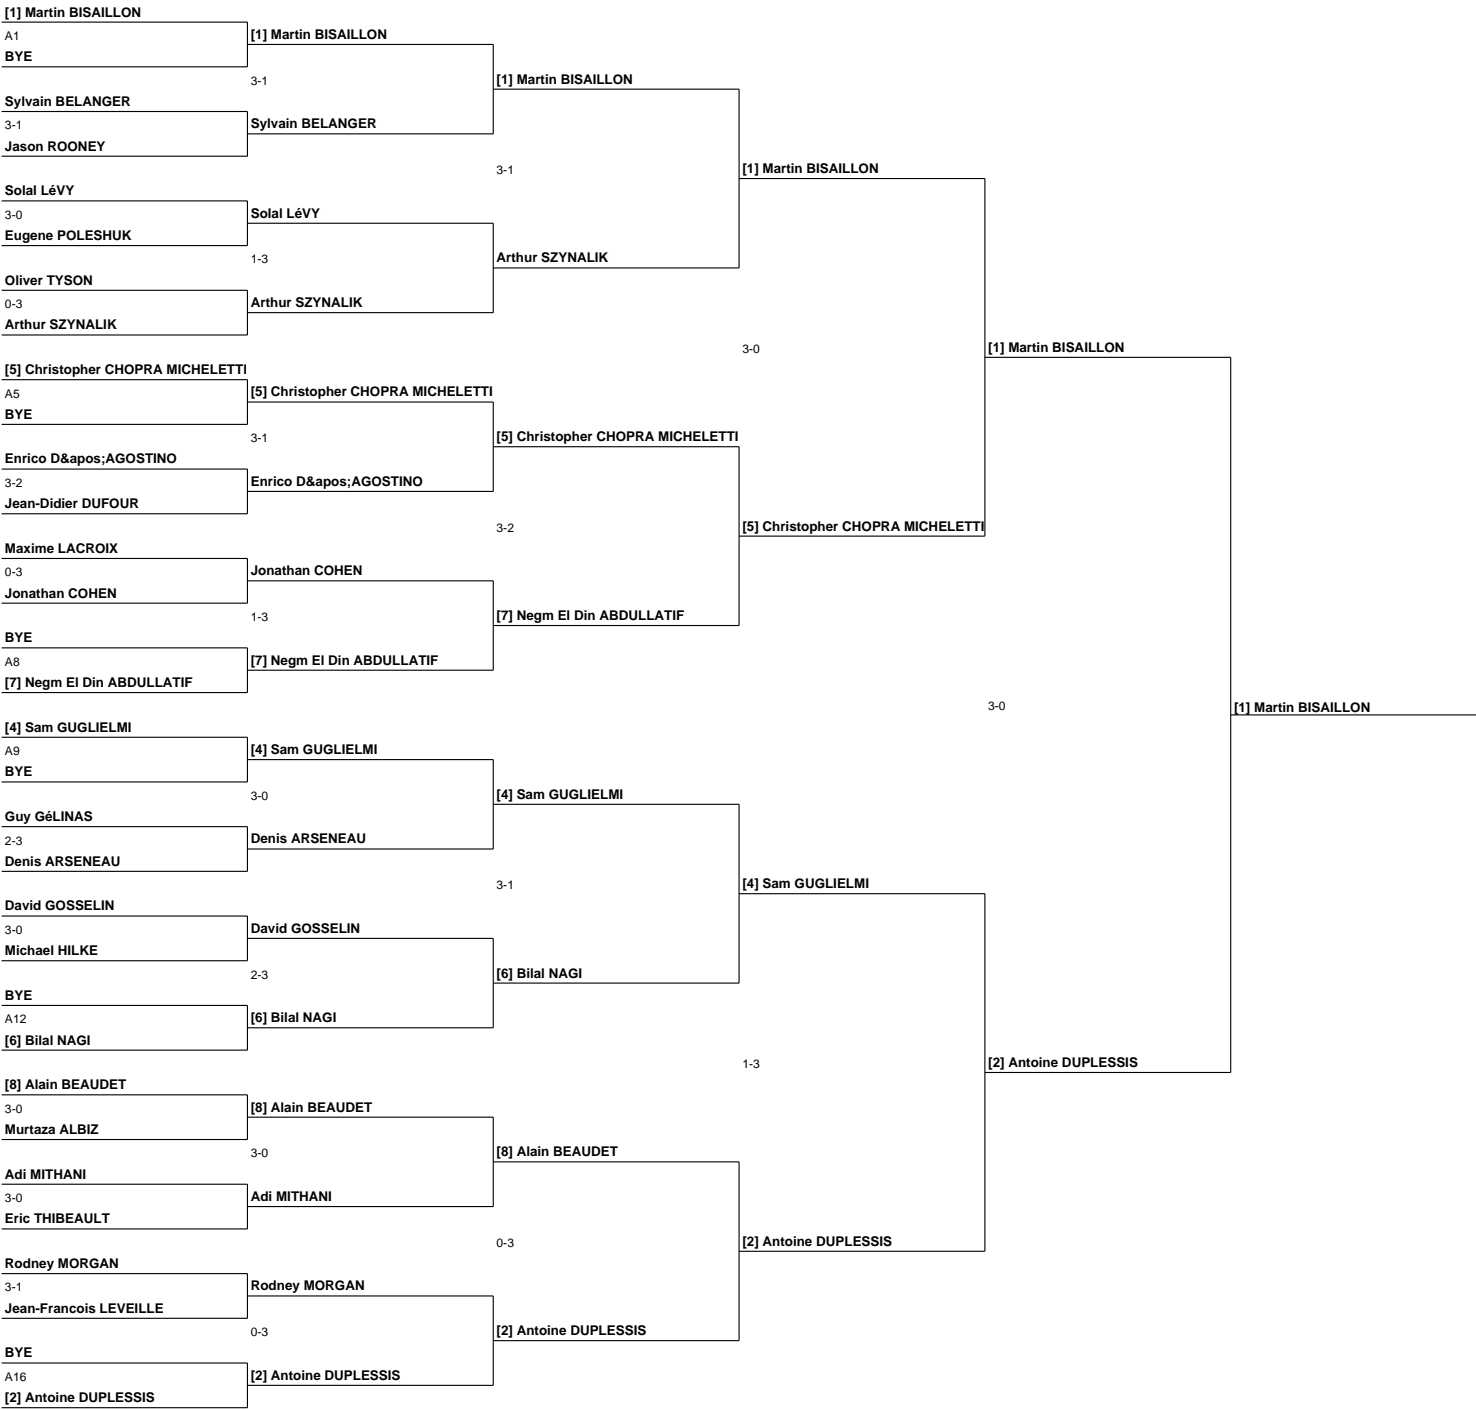 [1] Martin BISAILLON
A1
[1] Martin BISAILLON
BYE
3-1
[1] Martin BISAILLON
Sylvain BELANGER
3-1
Sylvain BELANGER
Jason ROONEY
3-1
[1] Martin BISAILLON
Solal LéVY
3-0
Solal LéVY
Eugene POLESHUK
1-3
Arthur SZYNALIK
Oliver TYSON
0-3
Arthur SZYNALIK
Arthur SZYNALIK
3-0
[1] Martin BISAILLON
[5] Christopher CHOPRA MICHELETTI
A5
[5] Christopher CHOPRA MICHELETTI
BYE
3-1
[5] Christopher CHOPRA MICHELETTI
Enrico D&apos;AGOSTINO
3-2
Enrico D&apos;AGOSTINO
Jean-Didier DUFOUR
3-2
[5] Christopher CHOPRA MICHELETTI
Maxime LACROIX
0-3
Jonathan COHEN
Jonathan COHEN
1-3
[7] Negm El Din ABDULLATIF
BYE
A8
[7] Negm El Din ABDULLATIF
[7] Negm El Din ABDULLATIF
3-0
[1] Martin BISAILLON
[4] Sam GUGLIELMI
A9
[4] Sam GUGLIELMI
BYE
3-0
[4] Sam GUGLIELMI
Guy GéLINAS
2-3
Denis ARSENEAU
Denis ARSENEAU
3-1
[4] Sam GUGLIELMI
David GOSSELIN
3-0
David GOSSELIN
Michael HILKE
2-3
[6] Bilal NAGI
BYE
A12
[6] Bilal NAGI
[6] Bilal NAGI
1-3
[2] Antoine DUPLESSIS
[8] Alain BEAUDET
3-0
[8] Alain BEAUDET
Murtaza ALBIZ
3-0
[8] Alain BEAUDET
Adi MITHANI
3-0
Adi MITHANI
Eric THIBEAULT
0-3
[2] Antoine DUPLESSIS
Rodney MORGAN
3-1
Rodney MORGAN
Jean-Francois LEVEILLE
0-3
[2] Antoine DUPLESSIS
BYE
A16
[2] Antoine DUPLESSIS
[2] Antoine DUPLESSIS